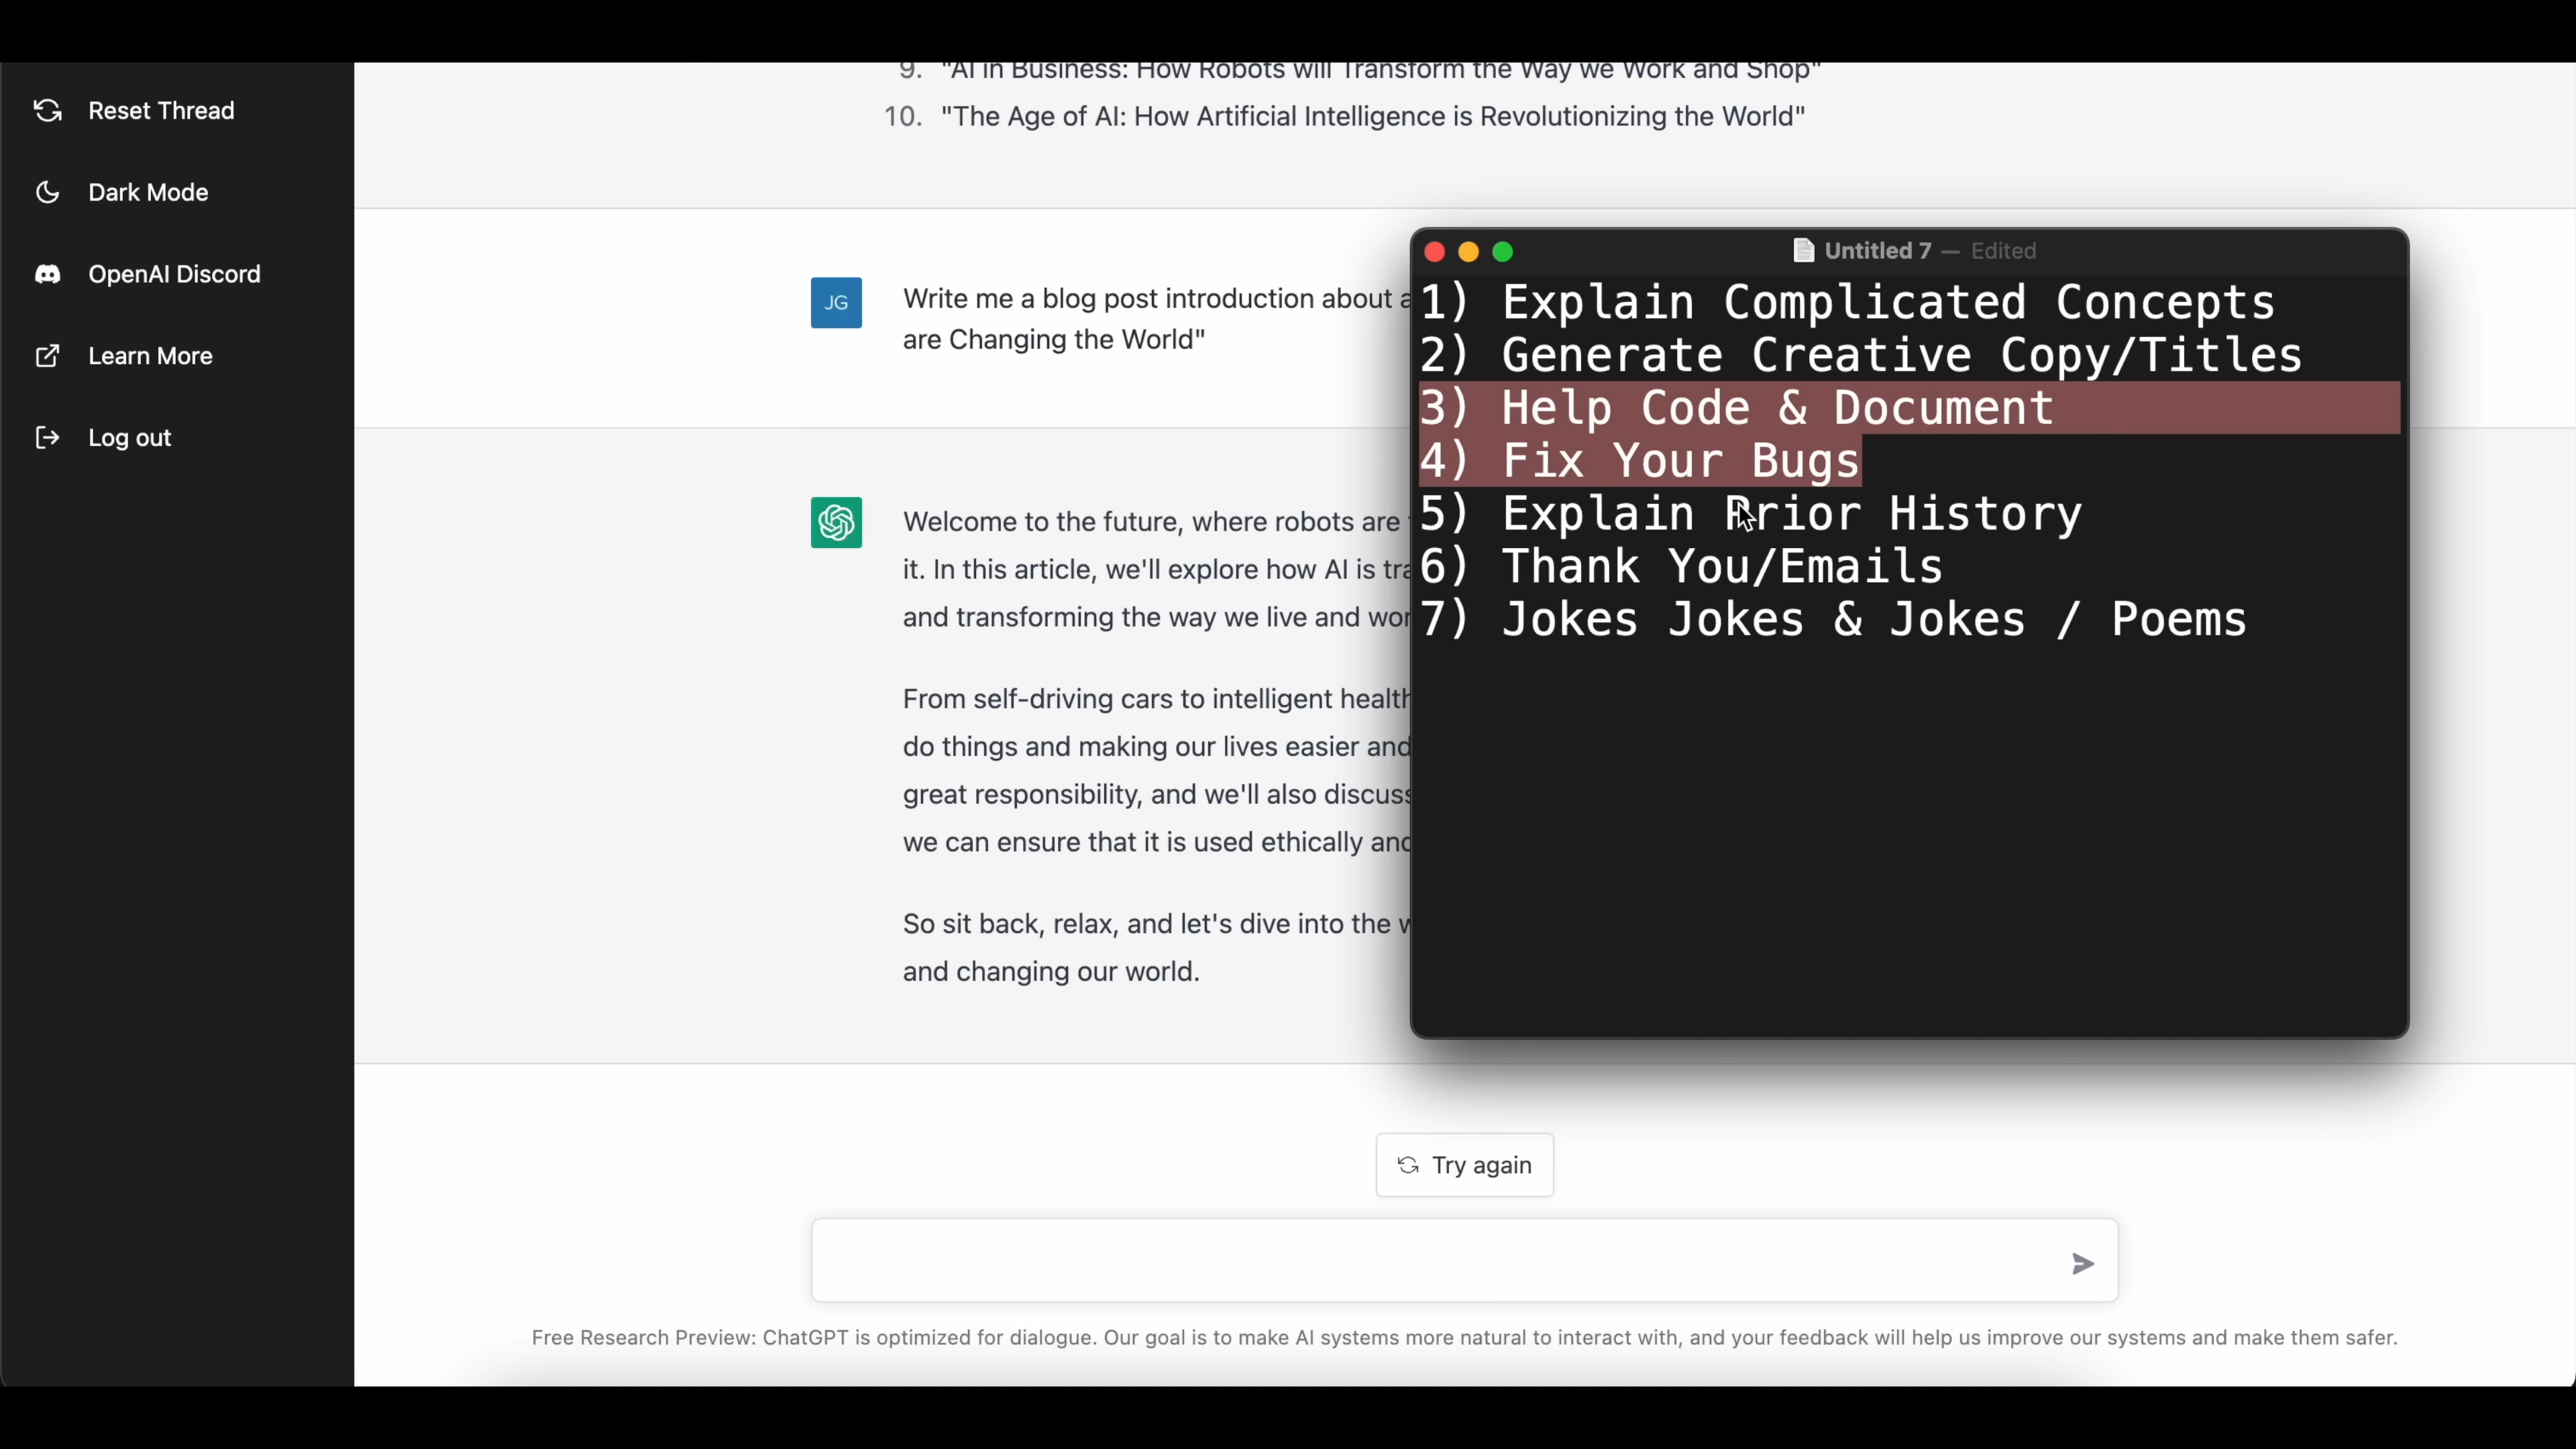 Reset Thread
Dark Mode
OpenAI Discord
Learn More
Log out
9. "AI in Business: How Robots will Transform the Way we Work and Shop"
10. "The Age of AI: How Artificial Intelligence is Revolutionizing the World"
JG
Write me a blog post introduction about
are Changing the World"
Welcome to the future, where robots are
it. In this article, we'll explore how AI is
and transforming the way we live and
From self-driving cars to intelligent
do things and making our lives easier and
great responsibility, and we'll also discuss
we can ensure that it is used ethically and
So sit back, relax, and let's dive into the
and changing our world.
Untitled 7 — Edited
1) Explain Complicated Concepts
2) Generate Creative Copy/Titles
3) Help Code & Document
4) Fix Your Bugs
5) Explain Prior History
6) Thank You/Emails
7) Jokes Jokes & Jokes / Poems
Try again
Free Research Preview: ChatGPT is optimized for dialogue. Our goal is to make AI systems more natural to interact with, and your feedback will help us improve our systems and make them safer.